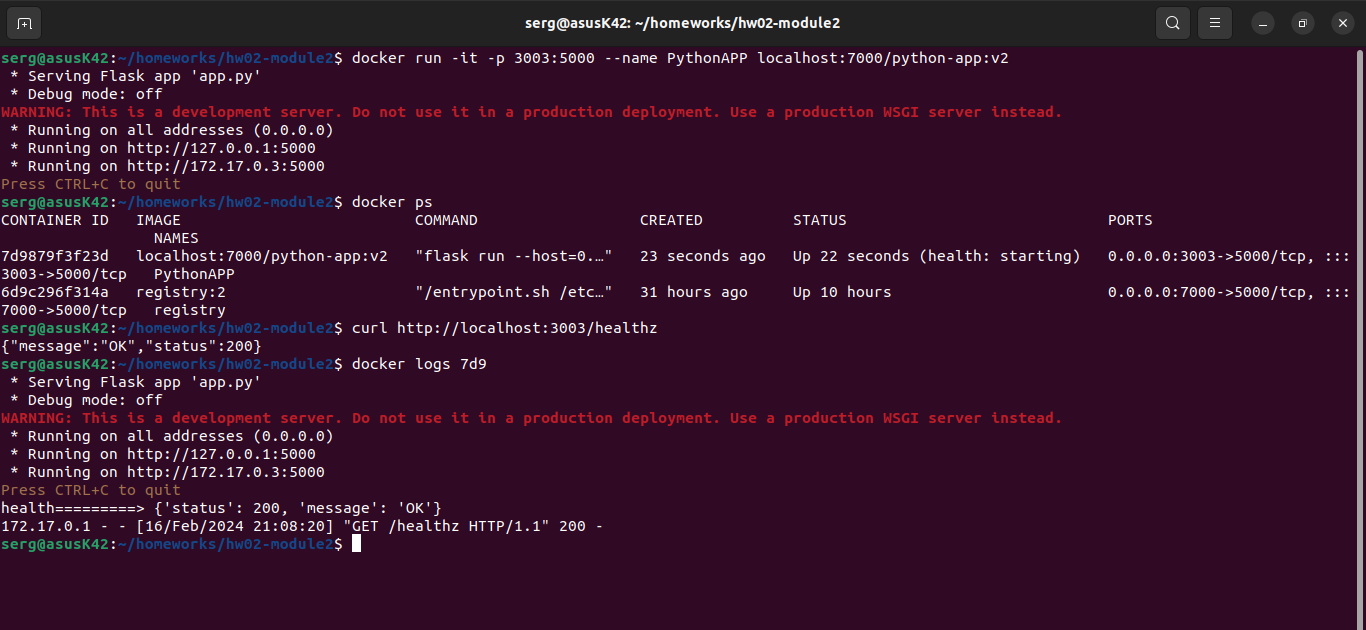 serg@asusK42: ~/homeworks/hw02-module2
serg@asusK42:~/homeworks/hw02-module2$ docker run -it -p 3003:5000 --name PythonAPP localhost:7000/python-app:v2
 * Serving Flask app 'app.py'
 * Debug mode: off
WARNING: This is a development server. Do not use it in a production deployment. Use a production WSGI server instead.
 * Running on all addresses (0.0.0.0)
 * Running on http://127.0.0.1:5000
 * Running on http://172.17.0.3:5000
Press CTRL+C to quit
serg@asusK42:~/homeworks/hw02-module2$ docker ps
CONTAINER ID   IMAGE                          COMMAND                  CREATED          STATUS                             PORTS
                 NAMES
7d9879f3f23d   localhost:7000/python-app:v2   "flask run --host=0.…"   23 seconds ago   Up 22 seconds (health: starting)   0.0.0.0:3003->5000/tcp, :::
3003->5000/tcp   PythonAPP
6d9c296f314a   registry:2                     "/entrypoint.sh /etc…"   31 hours ago     Up 10 hours                        0.0.0.0:7000->5000/tcp, :::
7000->5000/tcp   registry
serg@asusK42:~/homeworks/hw02-module2$ curl http://localhost:3003/healthz
{"message":"OK","status":200}
serg@asusK42:~/homeworks/hw02-module2$ docker logs 7d9
 * Serving Flask app 'app.py'
 * Debug mode: off
WARNING: This is a development server. Do not use it in a production deployment. Use a production WSGI server instead.
 * Running on all addresses (0.0.0.0)
 * Running on http://127.0.0.1:5000
 * Running on http://172.17.0.3:5000
Press CTRL+C to quit
health=========> {'status': 200, 'message': 'OK'}
172.17.0.1 - - [16/Feb/2024 21:08:20] "GET /healthz HTTP/1.1" 200 -
serg@asusK42:~/homeworks/hw02-module2$